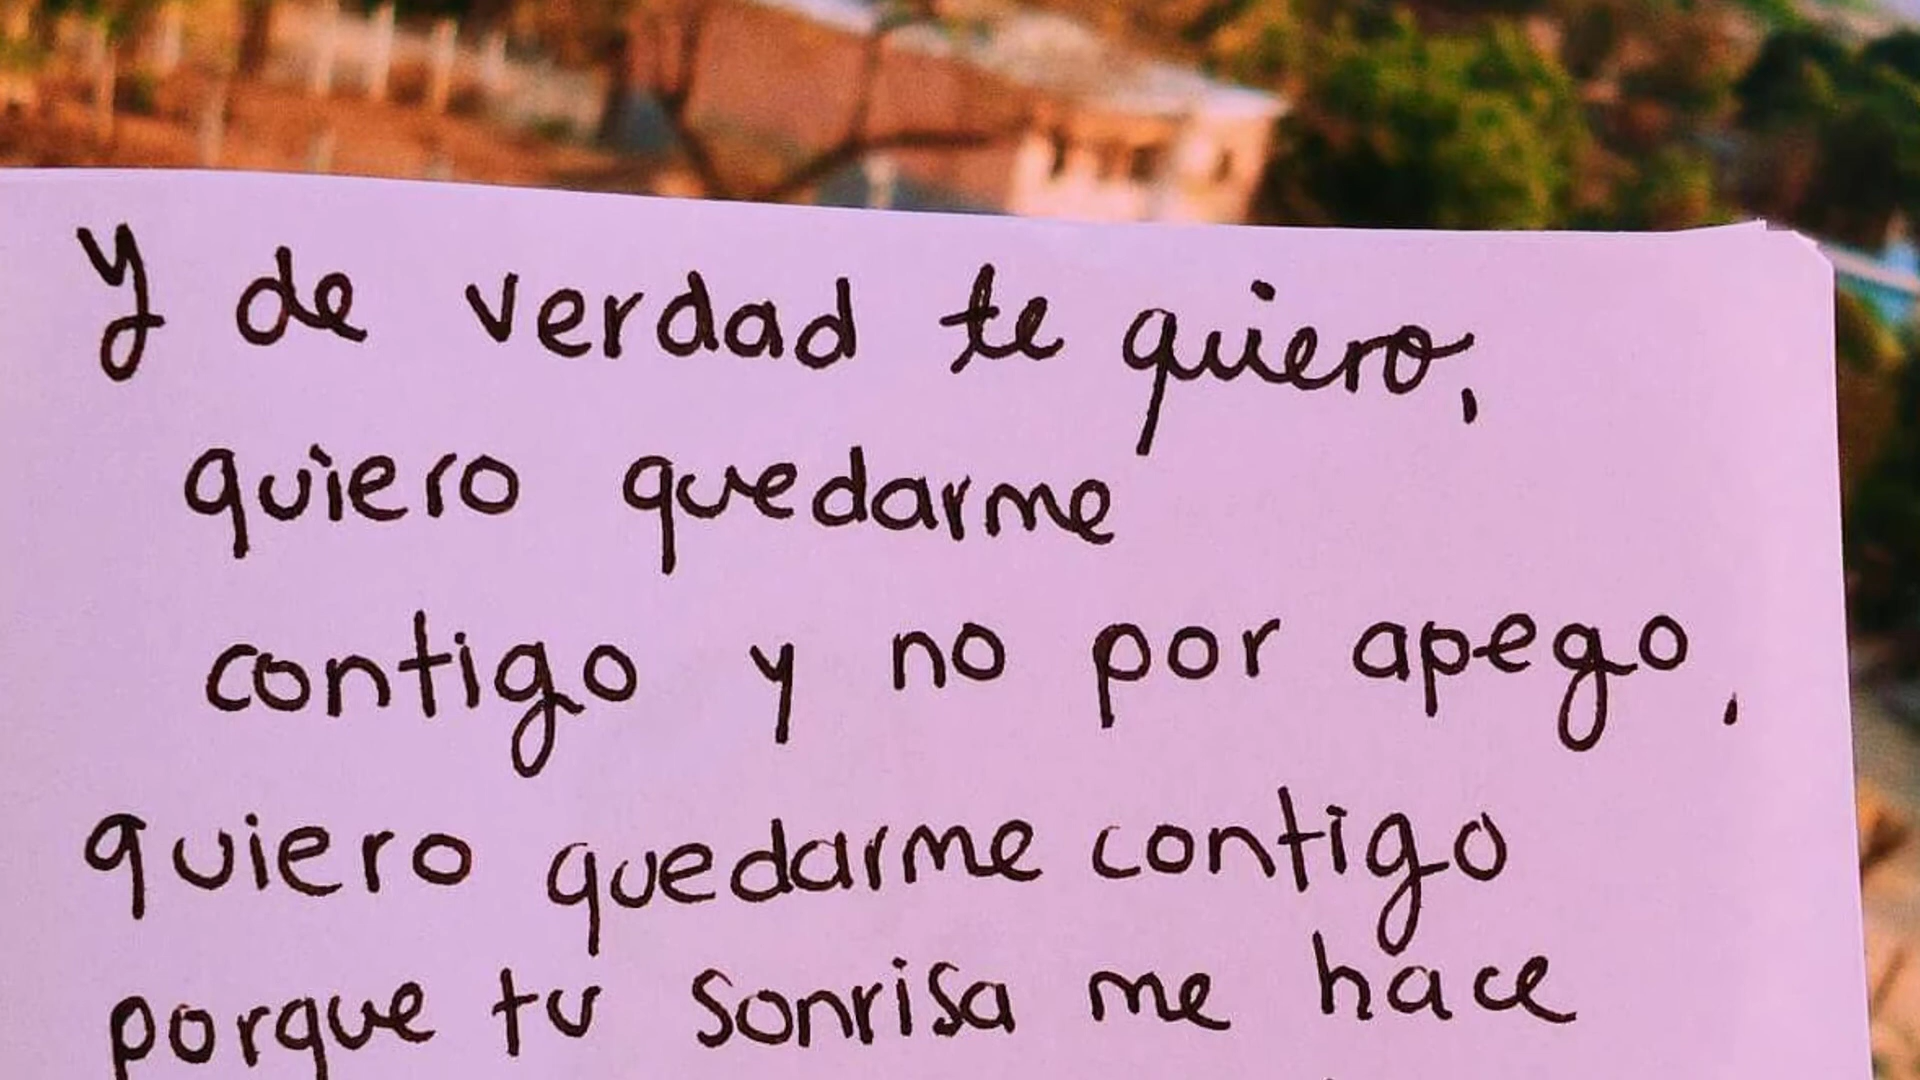 Y de verdad te quiero,
quiero quedarme
contigo y no por apego,
quiero quedarme contigo
porque tu sonrisa me hace